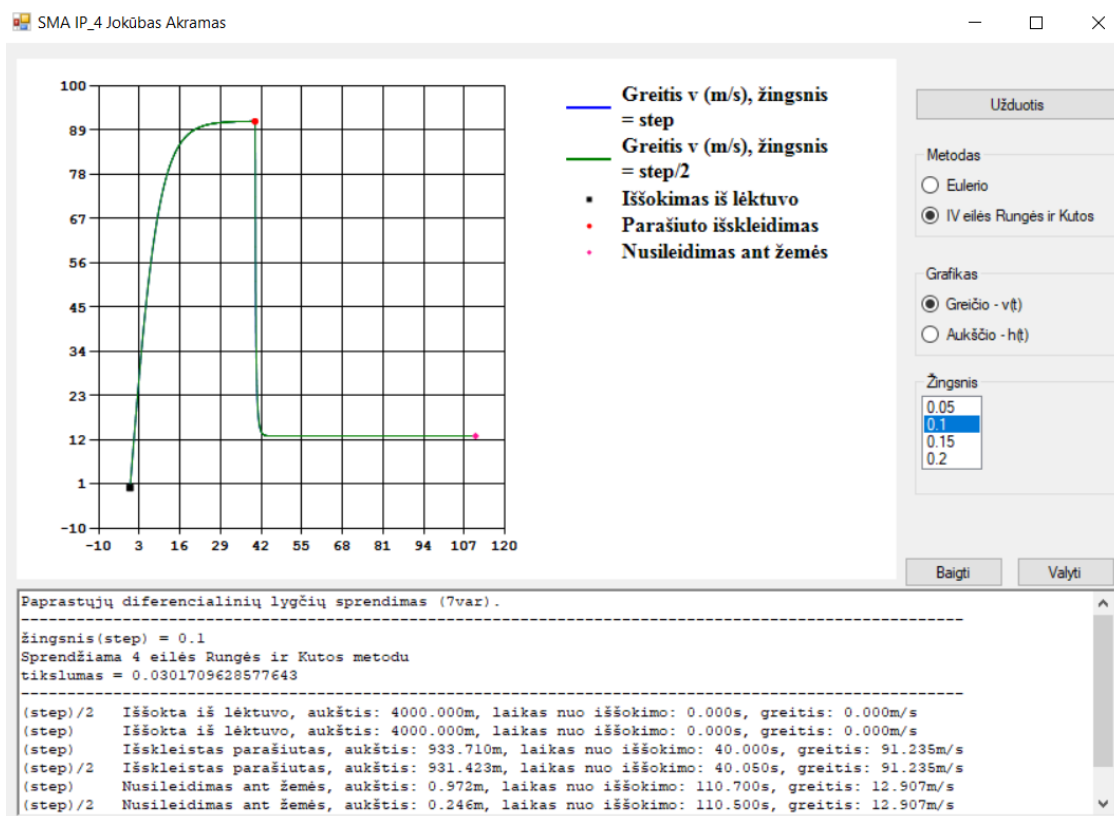 SMA IP_4 Jokūbas Akramas
100
89
78
67
56
45
34
23
12
1
-10
-10 3 16 29 42 55 68 81 94 107 120
Greitis v (m/s), žingsnis
= step
Greitis v (m/s), žingsnis
= step/2
Iššokimas iš lėktuvo
Parašiuto išskleidimas
Nusileidimas ant žemės
Užduotis
Metodas
Eulerio
IV eilės Rungės ir Kutos
Grafikas
Greičio - v(t)
Aukščio - h(t)
Žingsnis
0.05
0.1
0.15
0.2
Baigti
Valyti
Paprastųjų diferencialinių lygčių sprendimas (7var).
--------------------------------------------------------------------------------
žingsnis(step) = 0.1
Sprendžiama 4 eilės Rungės ir Kutos metodu
tikslumas = 0.0301709628577643
--------------------------------------------------------------------------------
(step)/2 Iššokta iš lėktuvo, aukštis: 4000.000m, laikas nuo iššokimo: 0.000s, greitis: 0.000m/s
(step) Iššokta iš lėktuvo, aukštis: 4000.000m, laikas nuo iššokimo: 0.000s, greitis: 0.000m/s
(step) Išskleistas parašiutas, aukštis: 933.710m, laikas nuo iššokimo: 40.000s, greitis: 91.235m/s
(step)/2 Išskleistas parašiutas, aukštis: 931.423m, laikas nuo iššokimo: 40.050s, greitis: 91.235m/s
(step) Nusileidimas ant žemės, aukštis: 0.972m, laikas nuo iššokimo: 110.700s, greitis: 12.907m/s
(step)/2 Nusileidimas ant žemės, aukštis: 0.246m, laikas nuo iššokimo: 110.500s, greitis: 12.907m/s